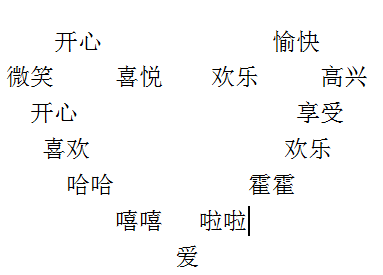 开心 愉快
微笑 喜悦 欢乐 高兴
开心 享受
喜欢 欢乐
哈哈 霍霍
嘻嘻 啦啦
爱